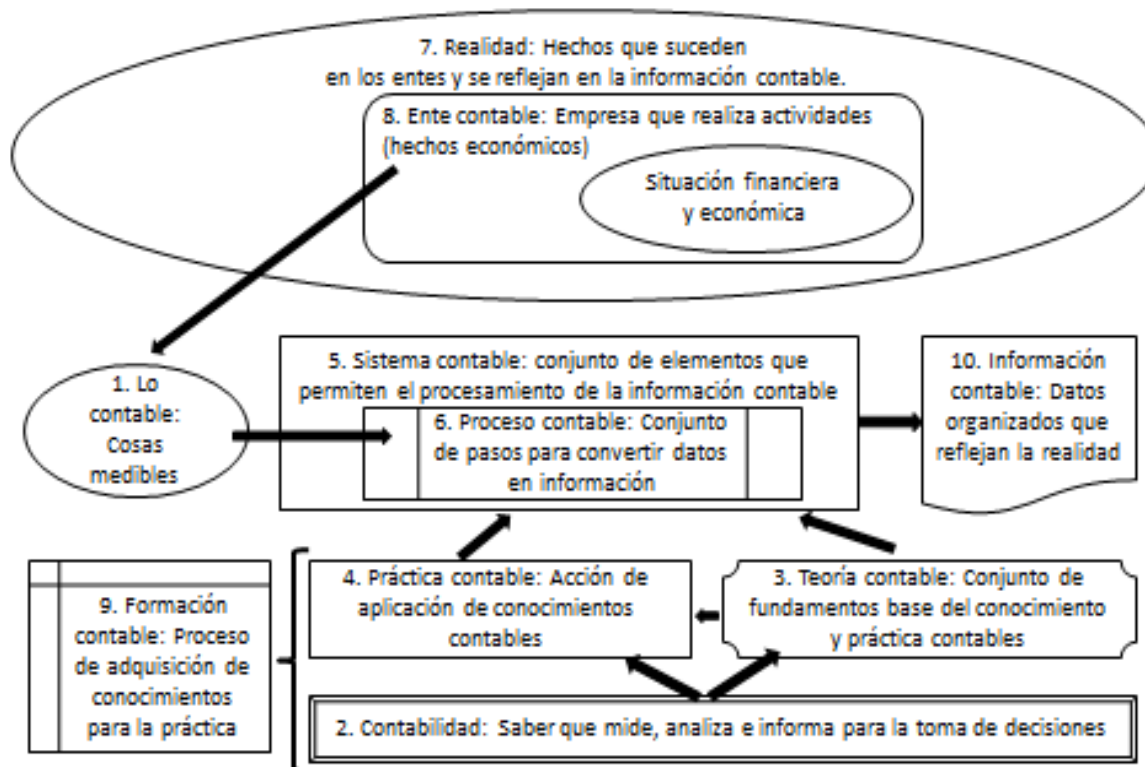 7. Realidad: Hechos que suceden
en los entes y se reflejan en la información contable.
8. Ente contable: Empresa que realiza actividades
(hechos económicos)
Situación financiera
y económica
1. Lo
contable:
Cosas
medibles
5. Sistema contable: conjunto de elementos que
permiten el procesamiento de la información contable
6. Proceso contable: Conjunto
de pasos para convertir datos
en información
10. Información
contable: Datos
organizados que
reflejan la realidad
9. Formación
contable: Proceso
de adquisición de
conocimientos
para la práctica
4. Práctica contable: Acción de
aplicación de conocimientos
contables
3. Teoría contable: Conjunto de
fundamentos base del conocimiento
y práctica contables
2. Contabilidad: Saber que mide, analiza e informa para la toma de decisiones